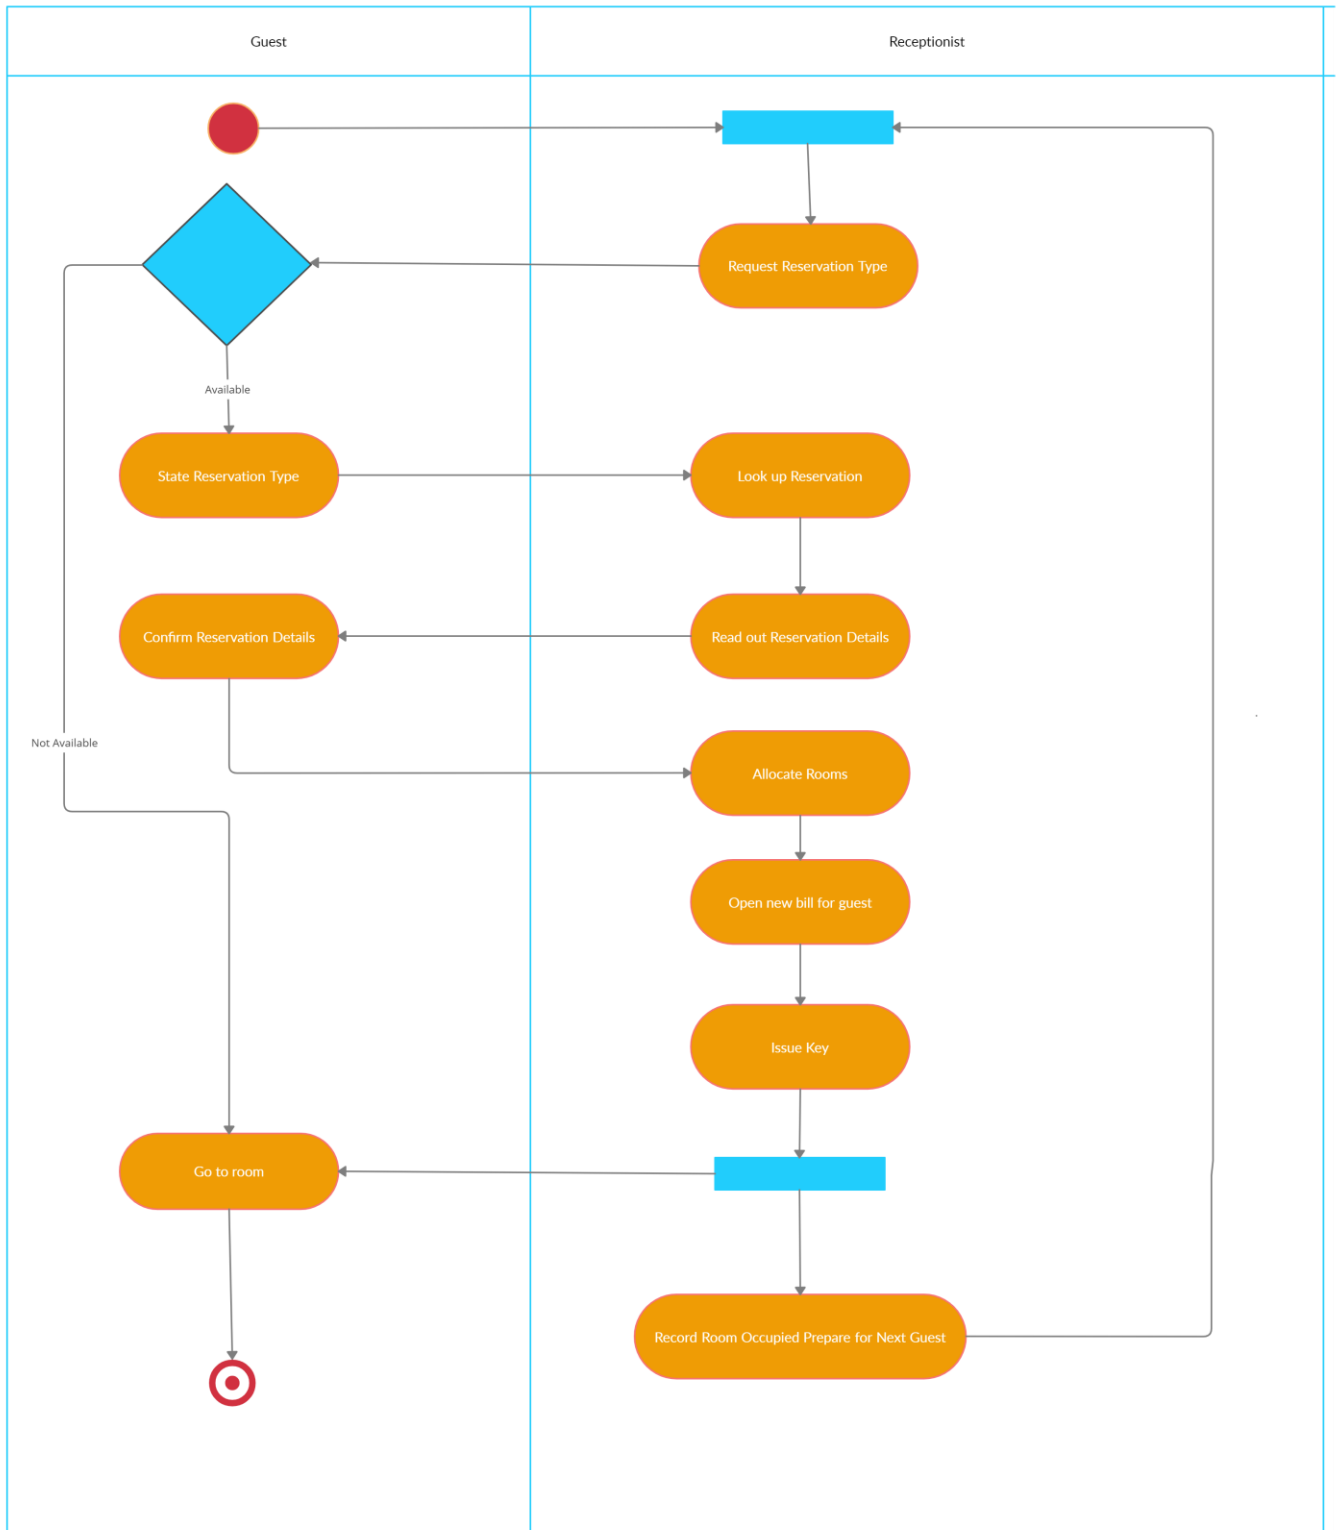 Guest
Receptionist
Request Reservation Type
Available
State Reservation Type
Look up Reservation
Confirm Reservation Details
Read out Reservation Details
Not Available
Allocate Rooms
Open new bill for guest
Issue Key
Go to room
Record Room Occupied Prepare for Next Guest